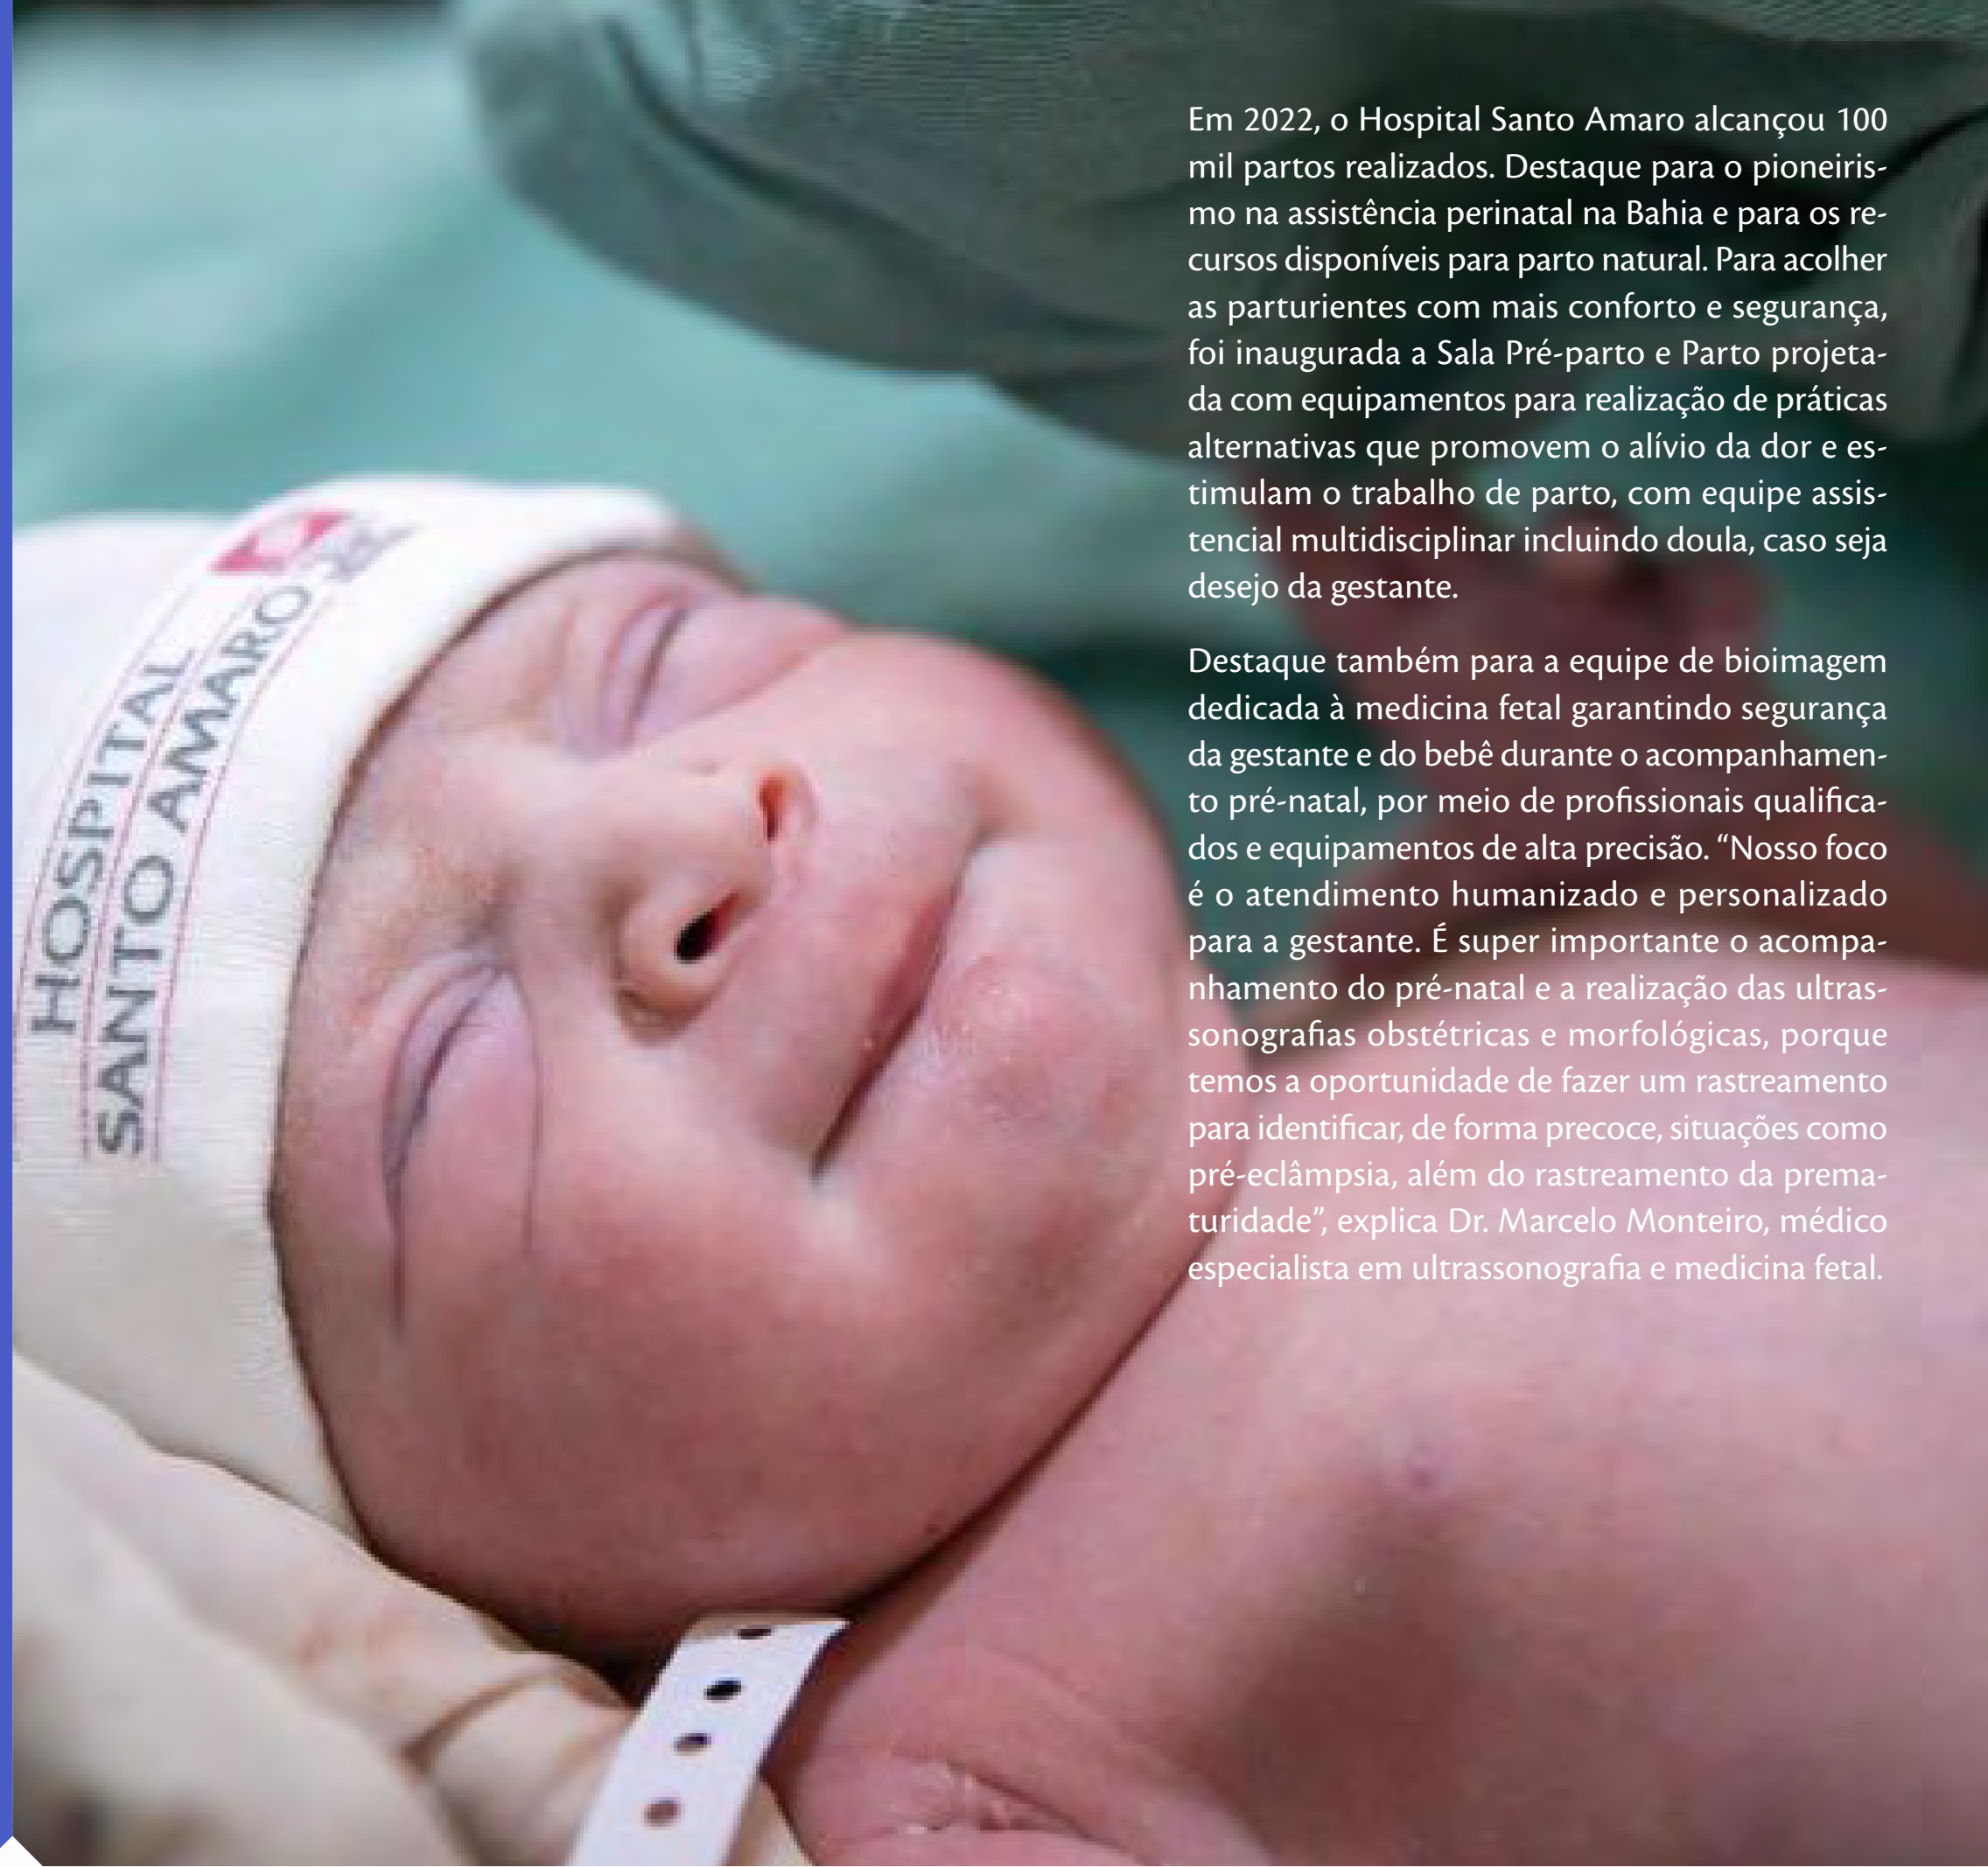 HOSPITAL
SANTO AMARO
Em 2022, o Hospital Santo Amaro alcançou 100
mil partos realizados. Destaque para o pioneiris-
mo na assistência perinatal na Bahia e para os re-
cursos disponíveis para parto natural. Para acolher
as parturientes com mais conforto e segurança,
foi inaugurada a Sala Pré-parto e Parto projeta-
da com equipamentos para realização de práticas
alternativas que promovem o alívio da dor e es-
timulam o trabalho de parto, com equipe assis-
tencial multidisciplinar incluindo doula, caso seja
desejo da gestante.
Destaque também para a equipe de bioimagem
dedicada à medicina fetal garantindo segurança
da gestante e do bebê durante o acompanhamen-
to pré-natal, por meio de profissionais qualifica-
dos e equipamentos de alta precisão. “Nosso foco
é o atendimento humanizado e personalizado
para a gestante. É super importante o acompa-
nhamento do pré-natal e a realização das ultras-
sonografias obstétricas e morfológicas, porque
temos a oportunidade de fazer um rastreamento
para identificar, de forma precoce, situações como
pré-eclâmpsia, além do rastreamento da prema-
turidade”, explica Dr. Marcelo Monteiro, médico
especialista em ultrassonografia e medicina fetal.